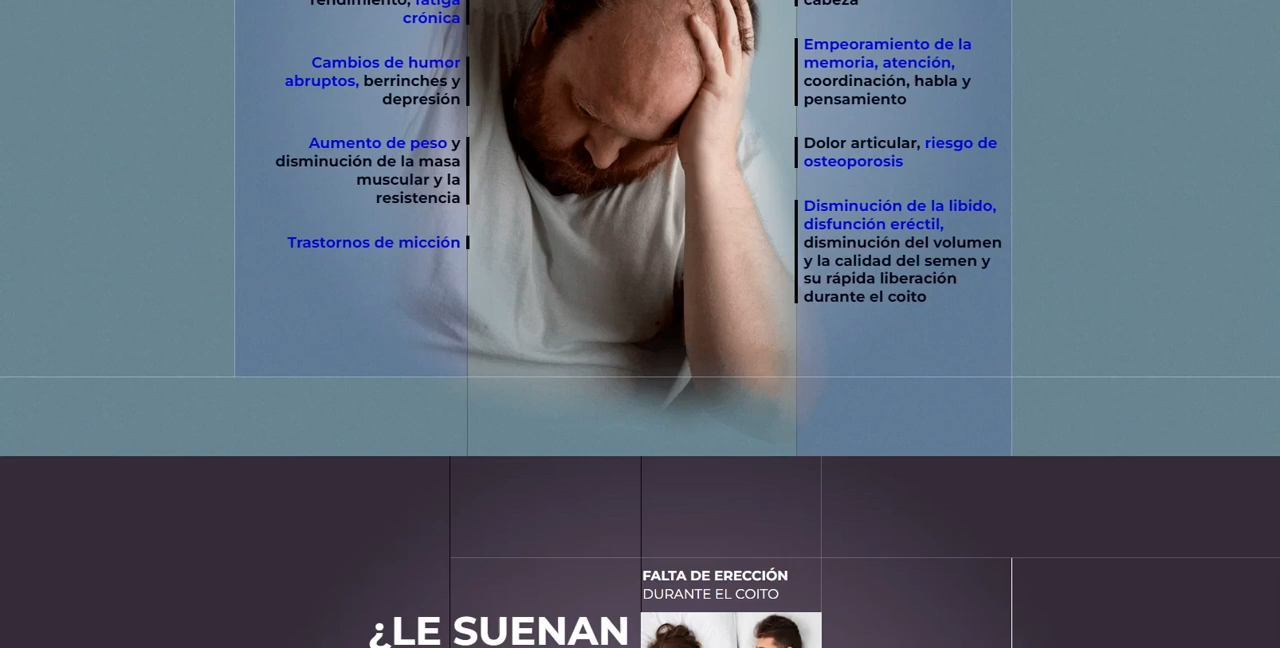 rendimiento, fatiga
crónica
Cambios de humor
abruptos, berrinches y
depresión
Aumento de peso y
disminución de la masa
muscular y la
resistencia
Trastornos de micción
cabeza
Empeoramiento de la
memoria, atención,
coordinación, habla y
pensamiento
Dolor articular, riesgo de
osteoporosis
Disminución de la libido,
disfunción eréctil,
disminución del volumen
y la calidad del semen y
su rápida liberación
durante el coito
FALTA DE ERECCIÓN
DURANTE EL COITO
¿LE SUENAN